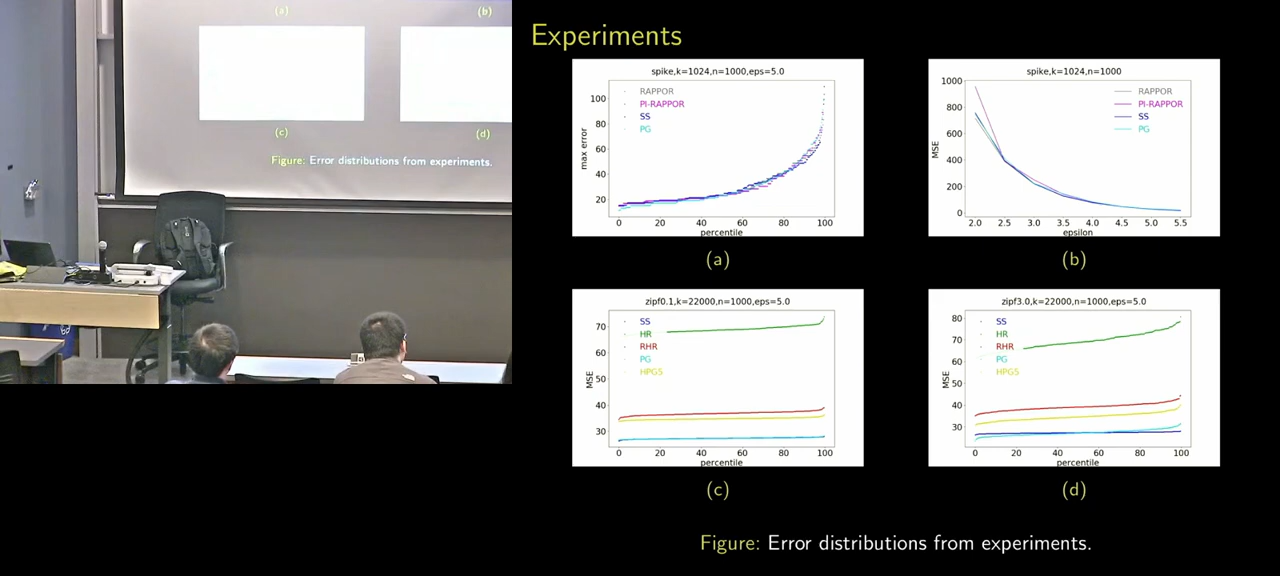 (a)
(b)
(c)
(d)
Figure: Error distributions from experiments.
Experiments
spike,k=1024,n=1000,eps=5.0
RAPPOR
PI-RAPPOR
SS
PG
max error
100
80
60
40
20
0 20 40 60 80 100
percentile
(a)
spike,k=1024,n=1000
RAPPOR
PI-RAPPOR
SS
PG
MSE
1000
800
600
400
200
0
2.0 2.5 3.0 3.5 4.0 4.5 5.0 5.5
epsilon
(b)
zipf0.1,k=22000,n=1000,eps=5.0
SS
HR
RHR
PG
HPG5
MSE
70
60
50
40
30
0 20 40 60 80 100
percentile
(c)
zipf3.0,k=22000,n=1000,eps=5.0
SS
HR
RHR
PG
HPG5
MSE
80
70
60
50
40
30
0 20 40 60 80 100
percentile
(d)
Figure: Error distributions from experiments.